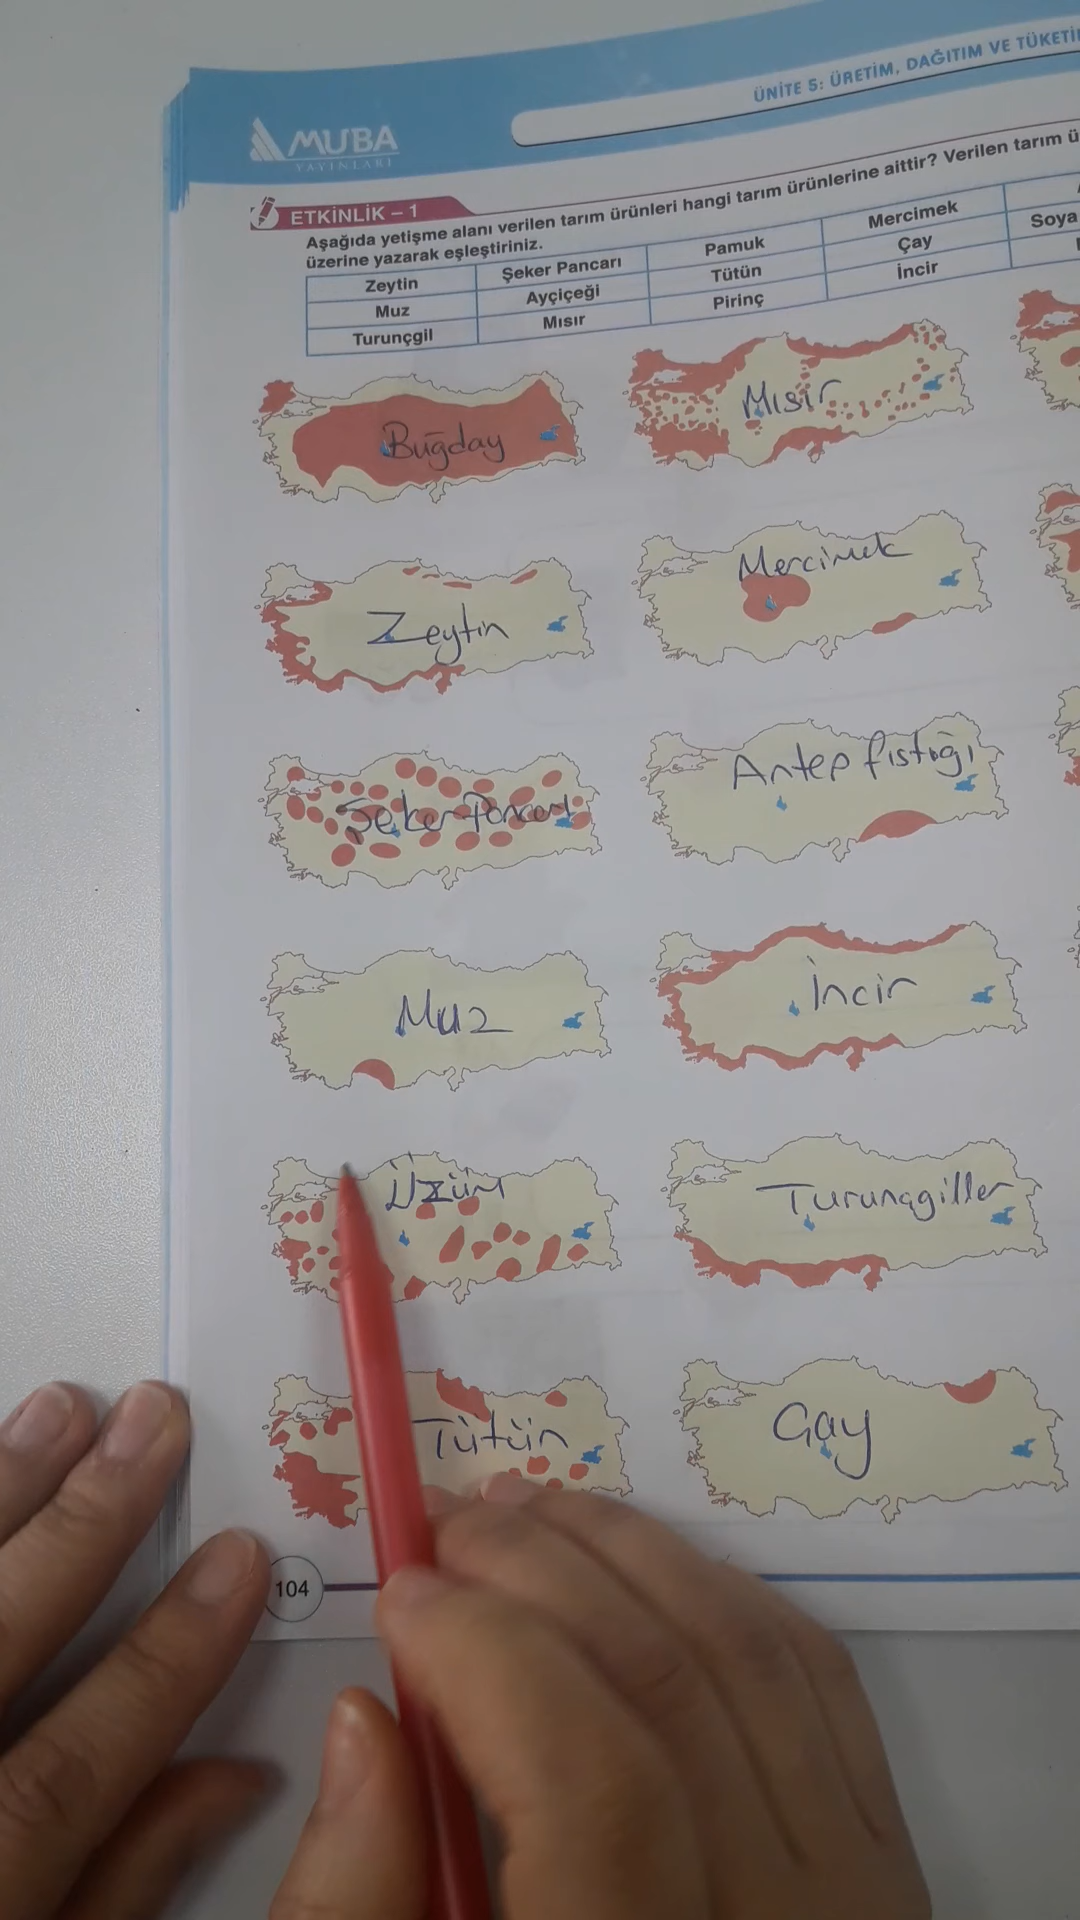 ÜNİTE 5: ÜRETİM, DAĞITIM VE TÜKETİ
MUBA
YAYINLARI
ETKİNLİK – 1
Aşağıda yetişme alanı verilen tarım ürünleri hangi tarım ürünlerine aittir? Verilen tarım ü
üzerine yazarak eşleştiriniz.
Zeytin Şeker Pancarı Pamuk Mercimek
Muz Ayçiçeği Tütün Çay Soya
Turunçgil Mısır Pirinç İncir
Buğday Mısır
Zeytin Mercimek
Şeker Pancarı Antep fıstığı
Muz İncir
Üzüm Turunçgiller
Tütün Çay
104